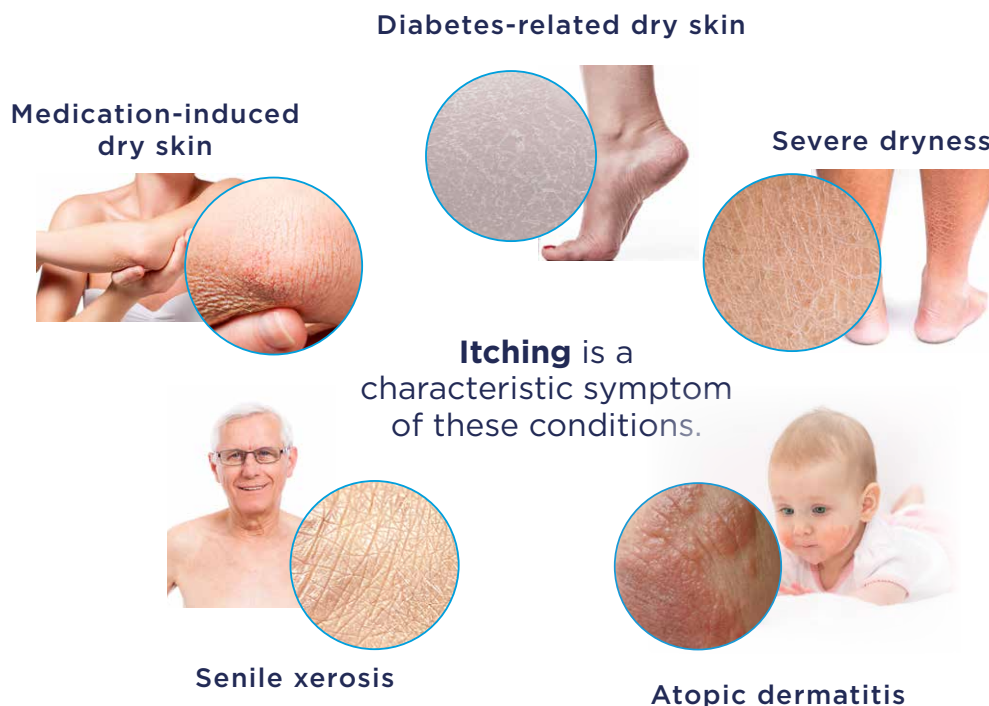 Diabetes-related dry skin
Medication-induced
dry skin
Severe dryness
Itching is a
characteristic symptom
of these conditions.
Senile xerosis
Atopic dermatitis